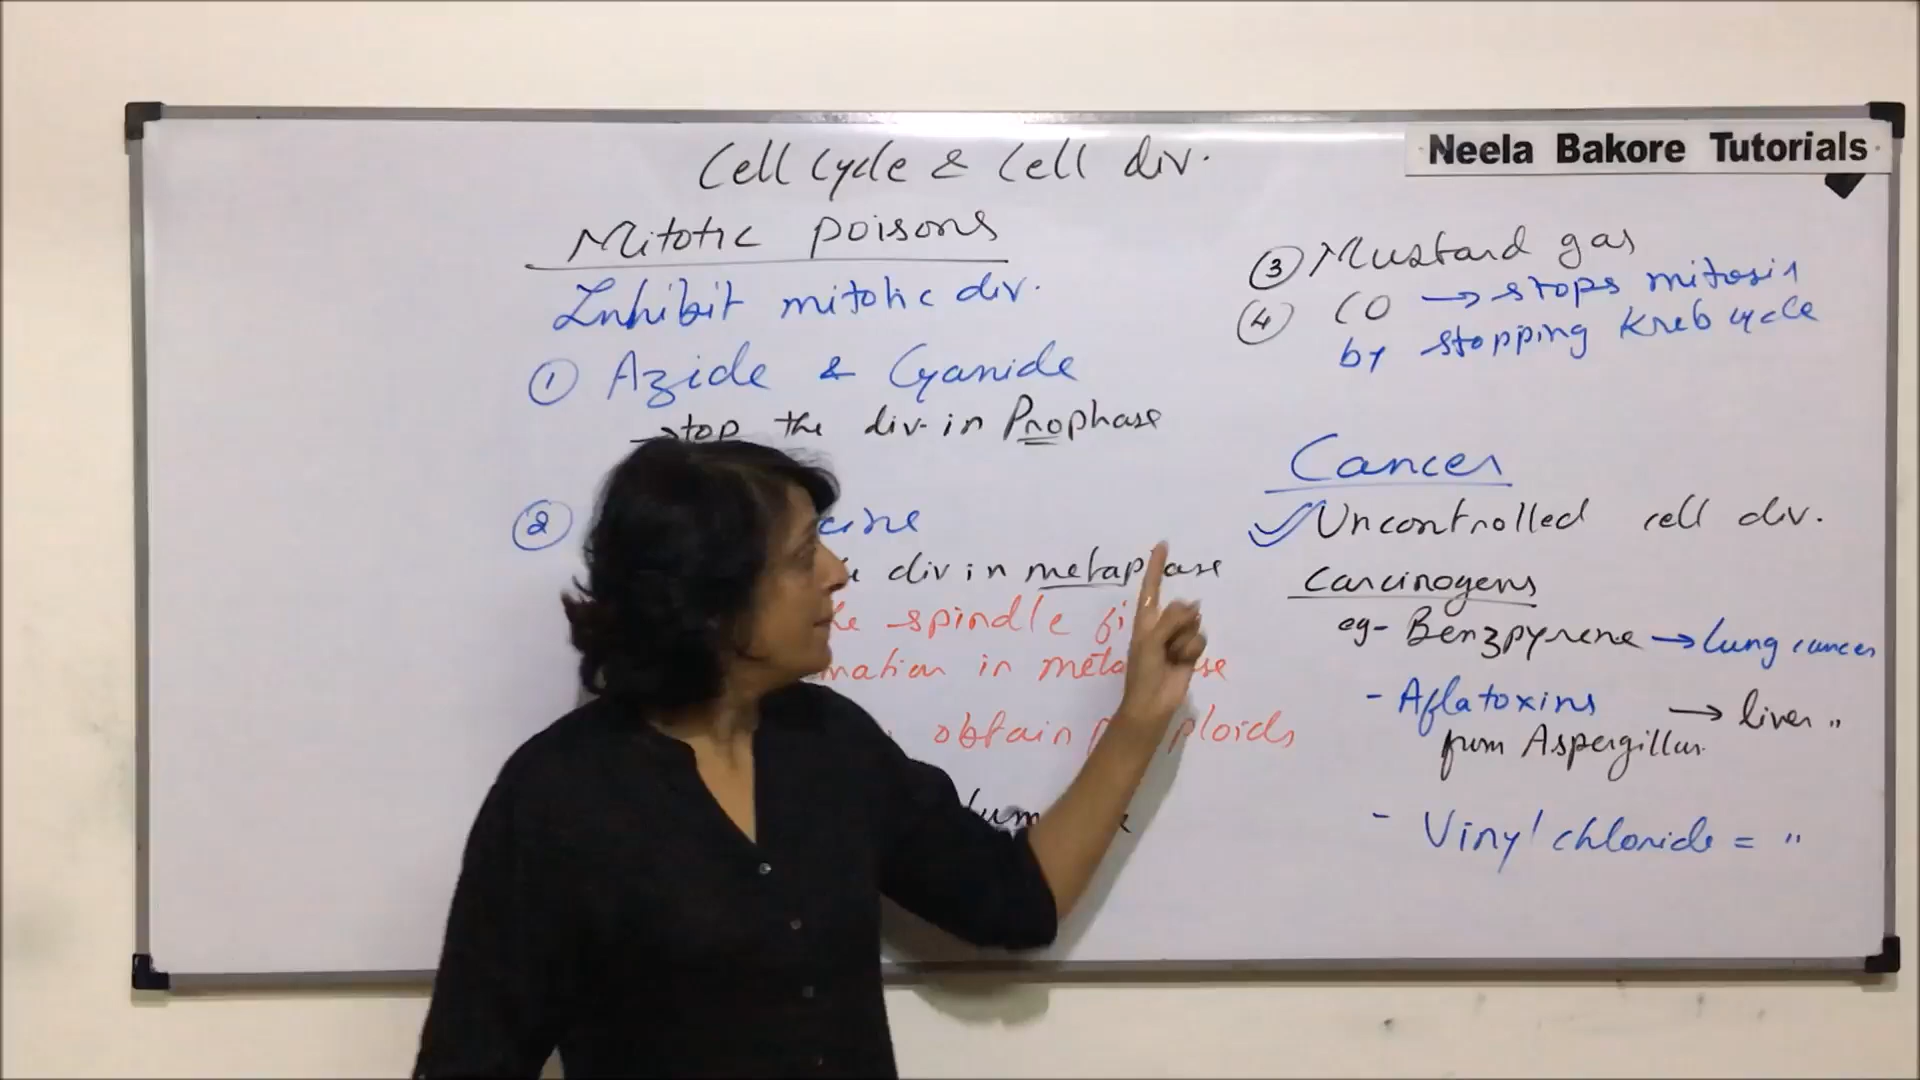 Cell Cycle & Cell div.
Neela Bakore Tutorials
Mitotic poisons
Inhibit mitotic div.
① Azide & Cyanide
→ stop the div in Prophase
②
div in metaphase
spindle
in metaphase
obtain
③ Mustard gas
④ CO → stops mitosis
by stopping Kreb cycle
Cancer
✓ Uncontrolled cell div.
Carcinogens
eg- Benzpyrene → lung cancer
- Aflatoxins → liver "
from Aspergillus.
- Vinyl chloride = "